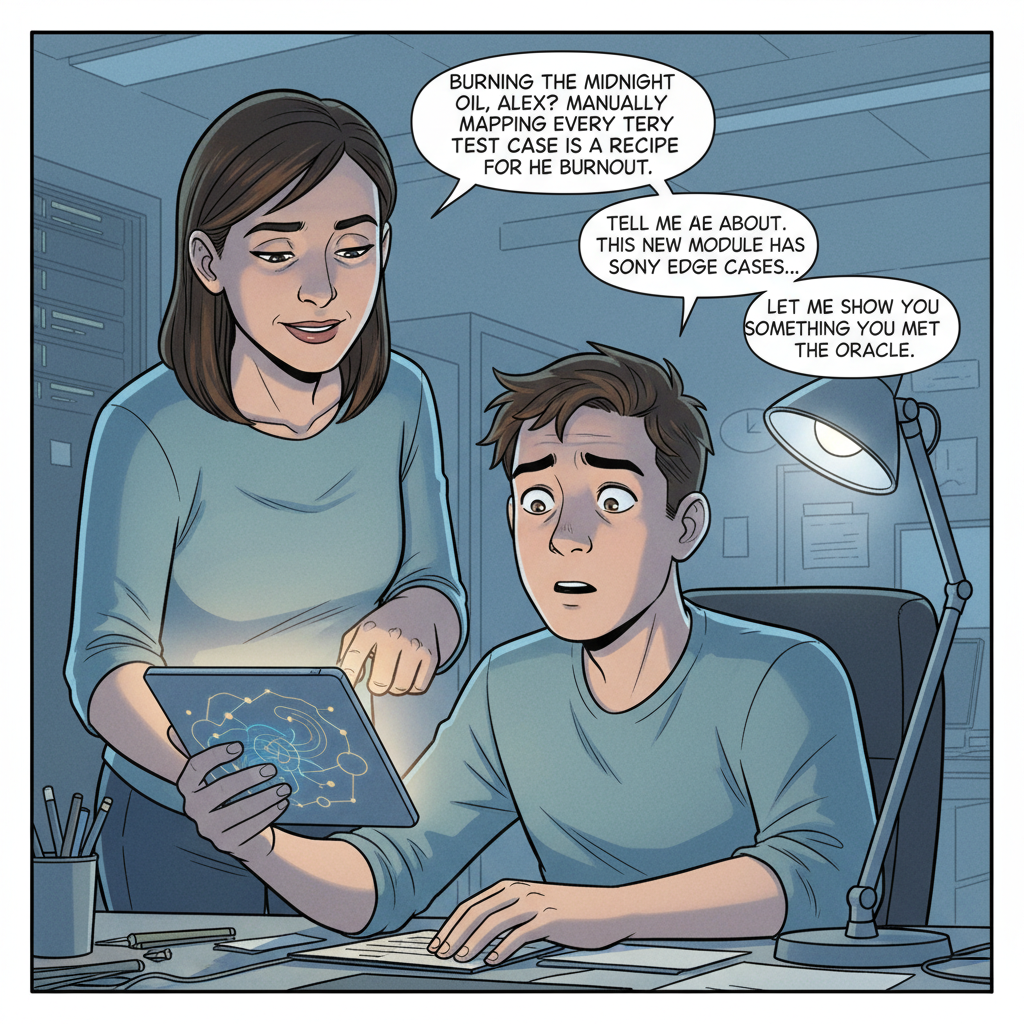 BURNING THE MIDNIGHT
OIL, ALEX? MANUALLY
MAPPING EVERY TERY
TEST CASE IS A RECIPE
FOR HE BURNOUT.
TELL ME AE ABOUT.
THIS NEW MODULE HAS
SONY EDGE CASES...
LET ME SHOW YOU
SOMETHING YOU MET
THE ORACLE.